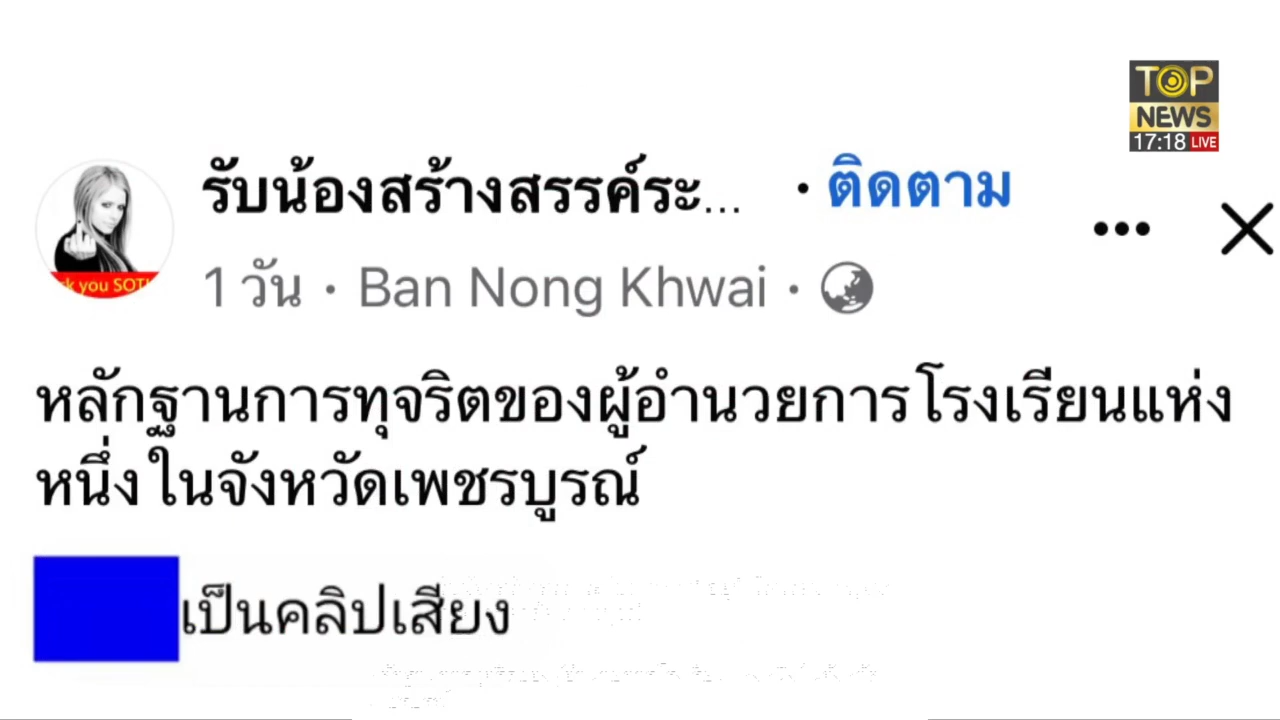 TOP
NEWS
17:18 LIVE
รับน้องสร้างสรรค์ระ... · ติดตาม
1 วัน · Ban Nong Khwai ·
k you SOTU
หลักฐานการทุจริตของผู้อำนวยการโรงเรียนแห่ง
หนึ่งในจังหวัดเพชรบูรณ์
เป็นคลิปเสียง